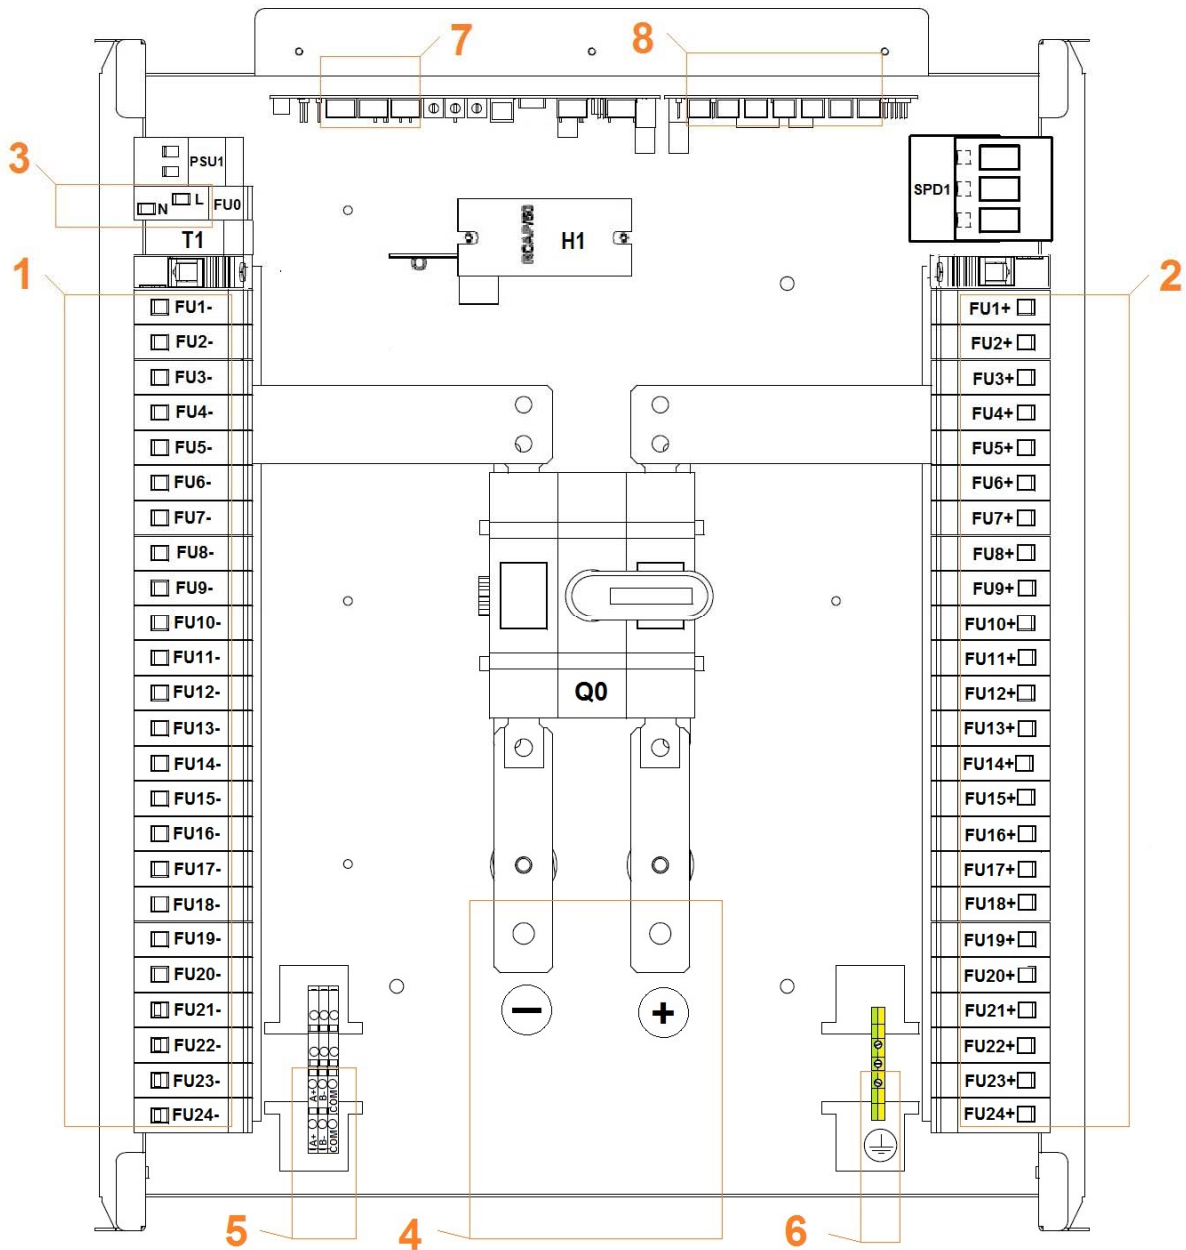 7
8
3
PSU1
N
L
FU0
T1
RCAP/60
H1
SPD1
1
2
FU1-
FU1+
FU2-
FU2+
FU3-
FU3+
FU4-
FU4+
FU5-
FU5+
FU6-
FU6+
FU7-
FU7+
FU8-
FU8+
FU9-
FU9+
FU10-
FU10+
FU11-
FU11+
FU12-
FU12+
Q0
FU13-
FU13+
FU14-
FU14+
FU15-
FU15+
FU16-
FU16+
FU17-
FU17+
FU18-
FU18+
FU19-
FU19+
FU20-
FU20+
FU21-
FU21+
−
+
FU22-
FU22+
FU23-
FU23+
FU24-
FU24+
A+
B-
COM
A+
B-
COM
5
4
6